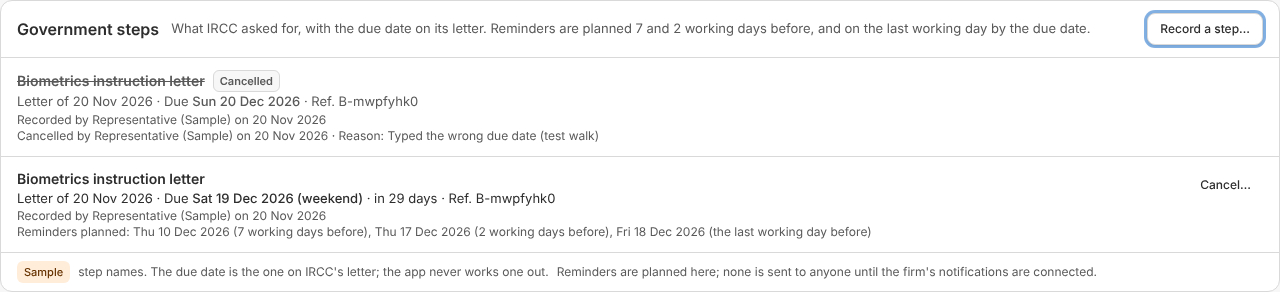 Government steps What IRCC asked for, with the due date on its letter. Reminders are planned 7 and 2 working days before, and on the last working day by the due date. Record a step...
Biometrics instruction letter Cancelled
Letter of 20 Nov 2026 · Due Sun 20 Dec 2026 · Ref. B-mwpfyhk0
Recorded by Representative (Sample) on 20 Nov 2026
Cancelled by Representative (Sample) on 20 Nov 2026 · Reason: Typed the wrong due date (test walk)
Biometrics instruction letter
Cancel...
Letter of 20 Nov 2026 · Due Sat 19 Dec 2026 (weekend) · in 29 days · Ref. B-mwpfyhk0
Recorded by Representative (Sample) on 20 Nov 2026
Reminders planned: Thu 10 Dec 2026 (7 working days before), Thu 17 Dec 2026 (2 working days before), Fri 18 Dec 2026 (the last working day before)
Sample step names. The due date is the one on IRCC's letter; the app never works one out. Reminders are planned here; none is sent to anyone until the firm's notifications are connected.